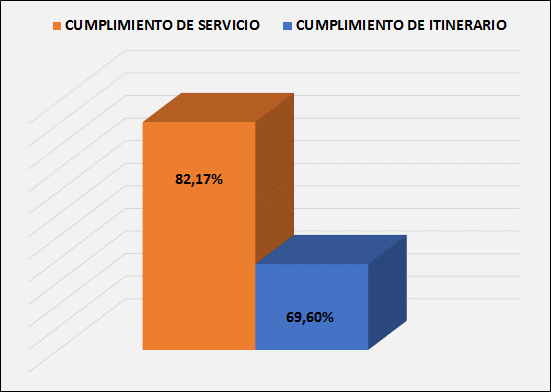 CUMPLIMIENTO DE SERVICIO CUMPLIMIENTO DE ITINERARIO
82,17%
69,60%